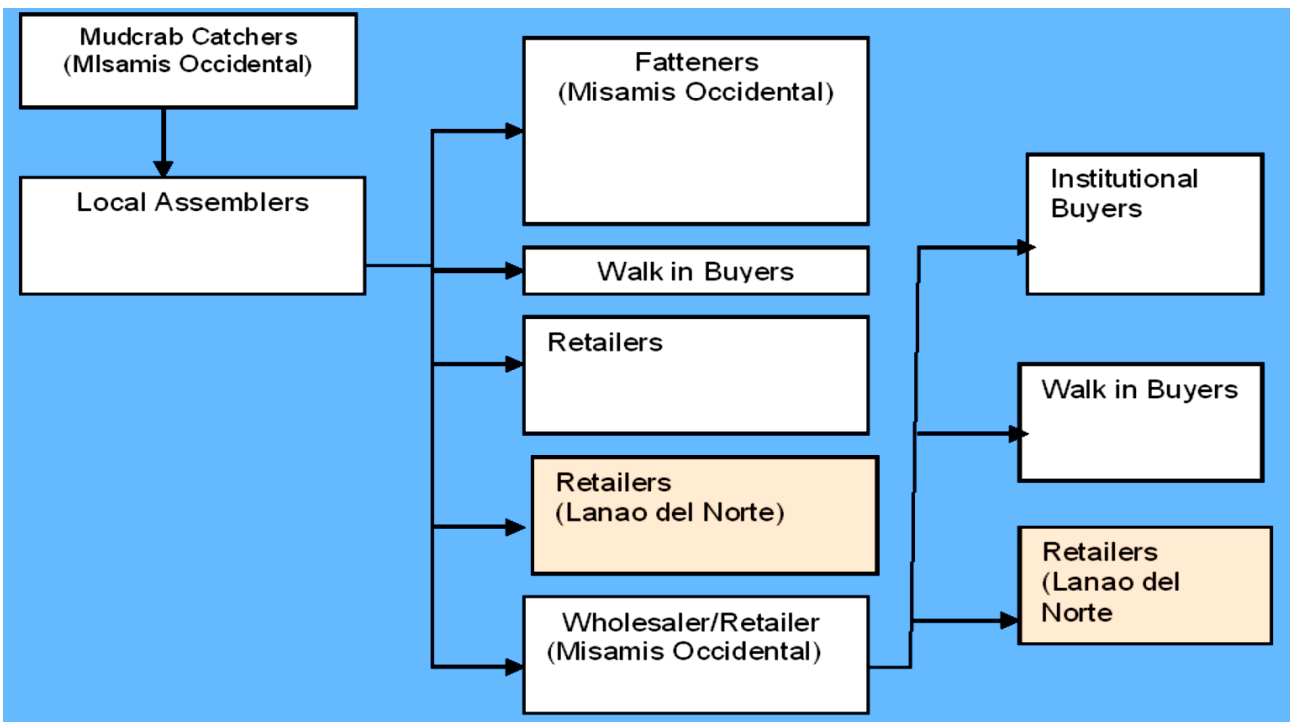 Mudcrab Catchers
(MIsamis Occidental)
Local Assemblers
Fatteners
(Misamis Occidental)
Walk in Buyers
Retailers
Retailers
(Lanao del Norte)
Wholesaler/Retailer
(Misamis Occidental)
Institutional
Buyers
Walk in Buyers
Retailers
(Lanao del
Norte